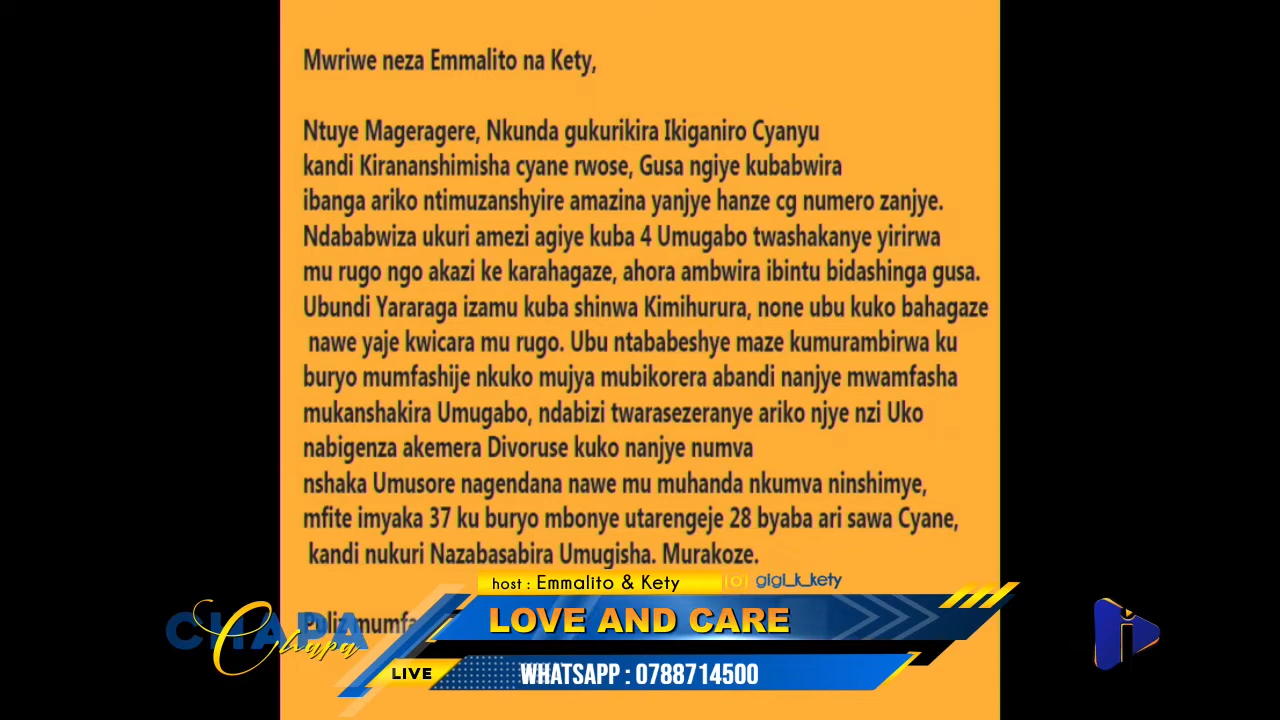 Mwriwe neza Emmalito na Kety,
Ntuye Mageragere, Nkunda gukurikira Ikiganiro Cyanyu
kandi Kirananshimisha cyane rwose, Gusa ngiye kubabwira
ibanga ariko ntimuzanshyire amazina yanjye hanze cg numero zanjye.
Ndababwiza ukuri amezi agiye kuba 4 Umugabo twashakanye yirirwa
mu rugo ngo akazi ke karahagaze, ahora ambwira ibintu bidashinga gusa.
Ubundi Yararaga izamu kuba shinwa Kimihurura, none ubu kuko bahagaze
nawe yaje kwicara mu rugo. Ubu ntababeshye maze kumurambirwa ku
buryo mumfashije nkuko mujya mubikorera abandi nanjye mwamfasha
mukanshakira Umugabo, ndabizi twarasezeranye ariko njye nzi Uko
nabigenza akemera Divoruse kuko nanjye numva
nshaka Umusore nagendana nawe mu muhanda nkumva ninshimye,
mfite imyaka 37 ku buryo mbonye utarengeje 28 byaba ari sawa Cyane,
kandi nukuri Nazabasabira Umugisha. Murakoze.
host : Emmalito & Kety
gigi_k_kety
CHAPA
Chapa
LOVE AND CARE
LIVE
WHATSAPP : 0788714500